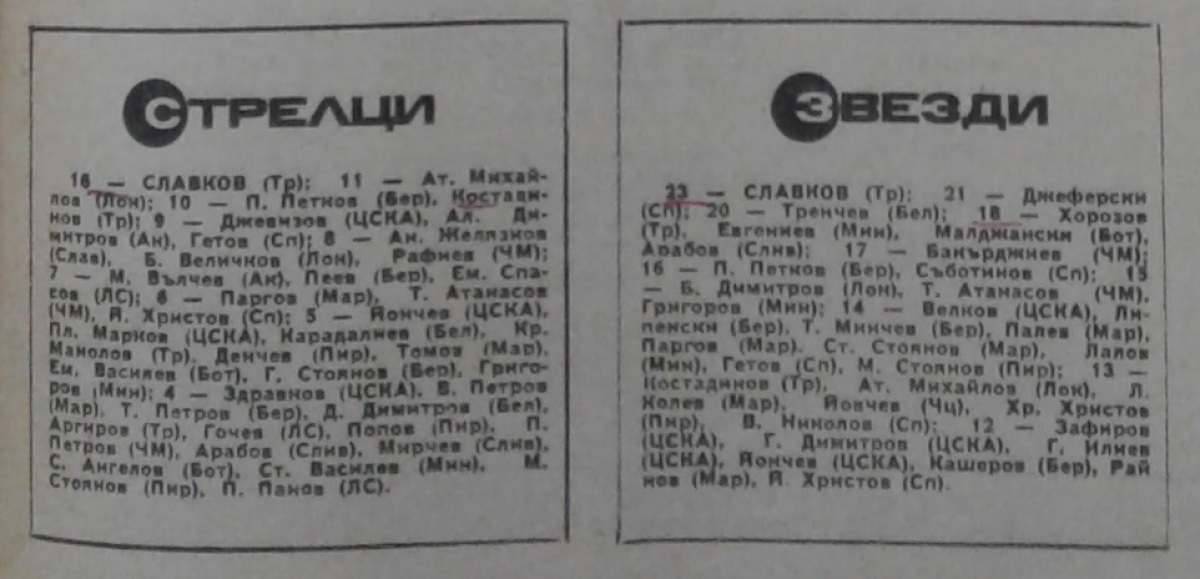 СТРЕЛЦИ
16 — СЛАВКОВ (Тр); 11 — Ат. Михай-
лов (Лок); 10 — П. Петков (Бер), Костади-
нов (Тр); 9 — Джевизов (ЦСКА), Ал. Ди-
митров (Ак), Гетов (Сп); 8 — Ан. Желязков
(Слав), Б. Величков (Лок), Рафиев (ЧМ);
7 — М. Вълчев (Ак), Пеев (Бер), Ем. Спа-
сов (ЛС); 6 — Паргов (Мар), Т. Атанасов
(ЧМ), Й. Христов (Сп); 5 — Йончев (ЦСКА),
Пл. Марков (ЦСКА), Карадалиев (Бел), Кр.
Манолов (Тр), Денчев (Пир), Томов (Мар),
Ем. Василев (Бот), Г. Стоянов (Бер), Григо-
ров (Мин); 4 — Здравков (ЦСКА), В. Петров
(Мар), Т. Петров (Бер), Д. Димитров (Бел),
Аргиров (Тр), Гочев (ЛС), Попов (Пир), П.
Петров (ЧМ), Арабов (Слив), Мирчев (Слив),
С. Ангелов (Бот), Ст. Василев (Мин), М.
Стоянов (Пир), П. Панов (ЛС).
ЗВЕЗДИ
23 — СЛАВКОВ (Тр); 21 — Джеферски
(Сп); 20 — Тренчев (Бел); 18 — Хорозов
(Тр), Евгениев (Мин), Малджански (Бот),
Арабов (Слив); 17 — Бакърджиев (ЧМ);
16 — П. Петков (Бер), Съботинов (Сп); 15
— Б. Димитров (Лок), Т. Атанасов (ЧМ),
Григоров (Мин); 14 — Велков (ЦСКА), Ли-
пенски (Бер), Т. Минчев (Бер), Палев (Мар),
Паргов (Мар), Ст. Стоянов (Мар), Лалов
(Мин), Гетов (Сп), М. Стоянов (Пир); 13 —
Костадинов (Тр), Ат. Михайлов (Лок), Л.
Колев (Мар), Йовчев (Чц), Хр. Христов
(Пир), В. Николов (Сп); 12 — Зафиров
(ЦСКА), Г. Димитров (ЦСКА), Г. Илиев
(ЦСКА), Йончев (ЦСКА), Кашеров (Бер), Рай
нов (Мар), Й. Христов (Сп).